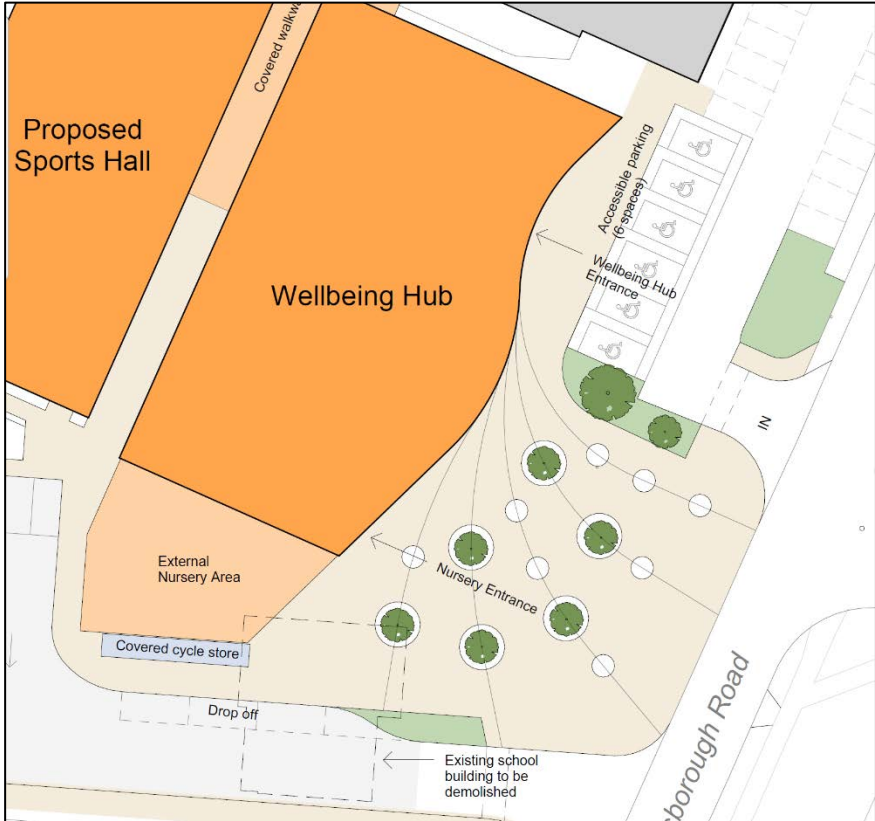 Covered walkwa
Proposed
Sports Hall
Accessible parking
(6 spaces)
Wellbeing Hub
Entrance
Wellbeing Hub
IN
External
Nursery Area
Nursery Entrance
Covered cycle store
Drop off
Existing school
building to be
demolished
sborough Road